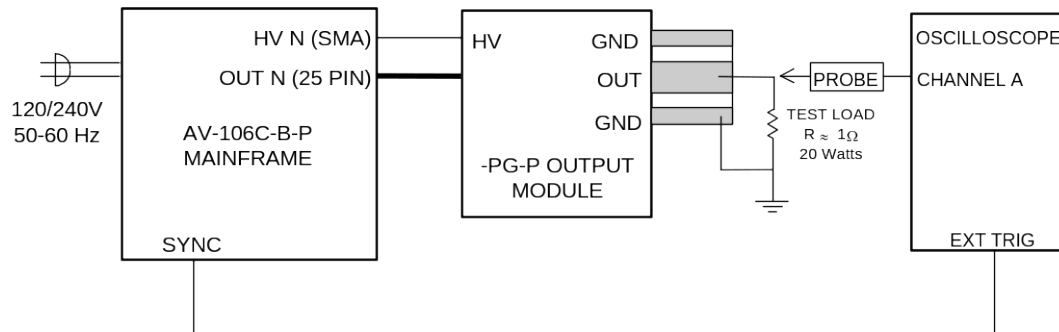 120/240V
50-60 Hz
HV N (SMA)
OUT N (25 PIN)
AV-106C-B-P
MAINFRAME
SYNC
HV
GND
OUT
GND
-PG-P OUTPUT
MODULE
PROBE
TEST LOAD
R ≈ 1Ω
20 Watts
OSCILLOSCOPE
CHANNEL A
EXT TRIG